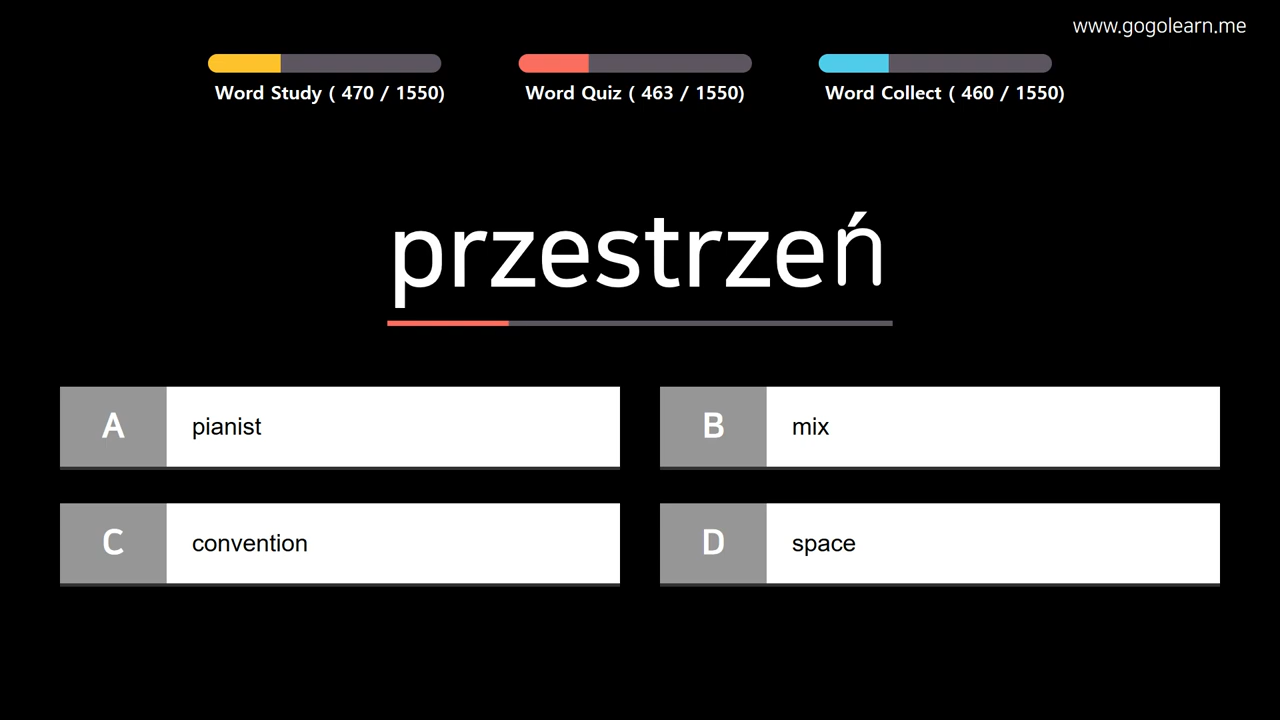 www.gogolearn.me
Word Study ( 470 / 1550)
Word Quiz ( 463 / 1550)
Word Collect ( 460 / 1550)
przestrzeń
A pianist
B mix
C convention
D space